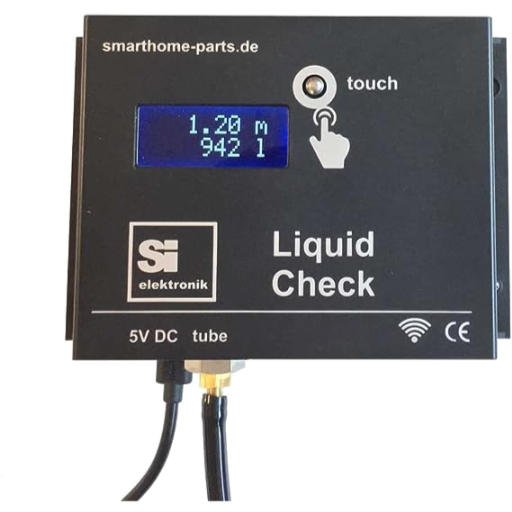 smarthome-parts.de
touch
1.20 m
942 l
Si
elektronik
Liquid
Check
5V DC tube
CE